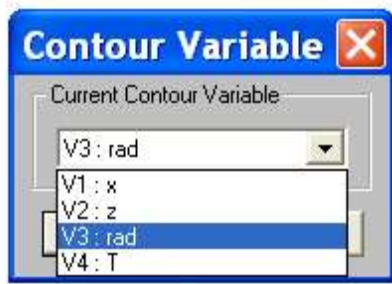 Contour Variable
Current Contour Variable
V3 : rad
V1 : x
V2 : z
V3 : rad
V4 : T